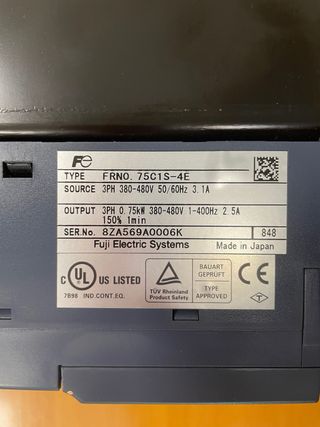 Fe
TYPE FRN0. 75C1S-4E
SOURCE 3PH 380-480V 50/60Hz 3.1A
OUTPUT 3PH 0.75kW 380-480V 1-400Hz 2.5A
150% 1min
SER.No. 8ZA569A0006K 848
Fuji Electric Systems Made in Japan
C UL US LISTED
7B98 IND.CONT.EQ.
TÜV Rheinland
Product Safety
BAUART
GEPRÜFT
TYPE
APPROVED
CE
T